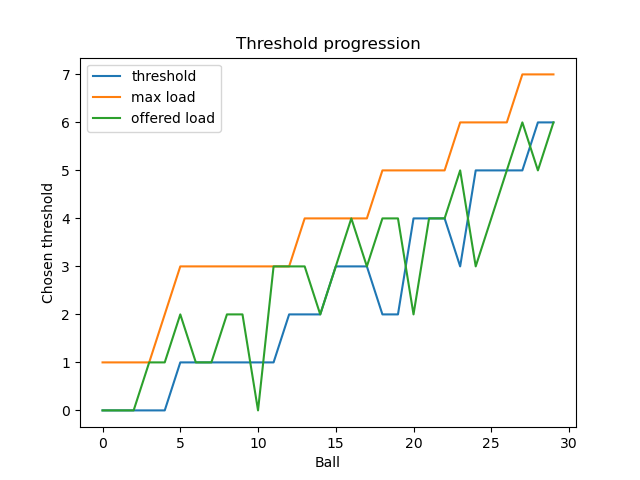 Threshold progression
threshold
max load
offered load
Chosen threshold
7
6
5
4
3
2
1
0
0 5 10 15 20 25 30
Ball